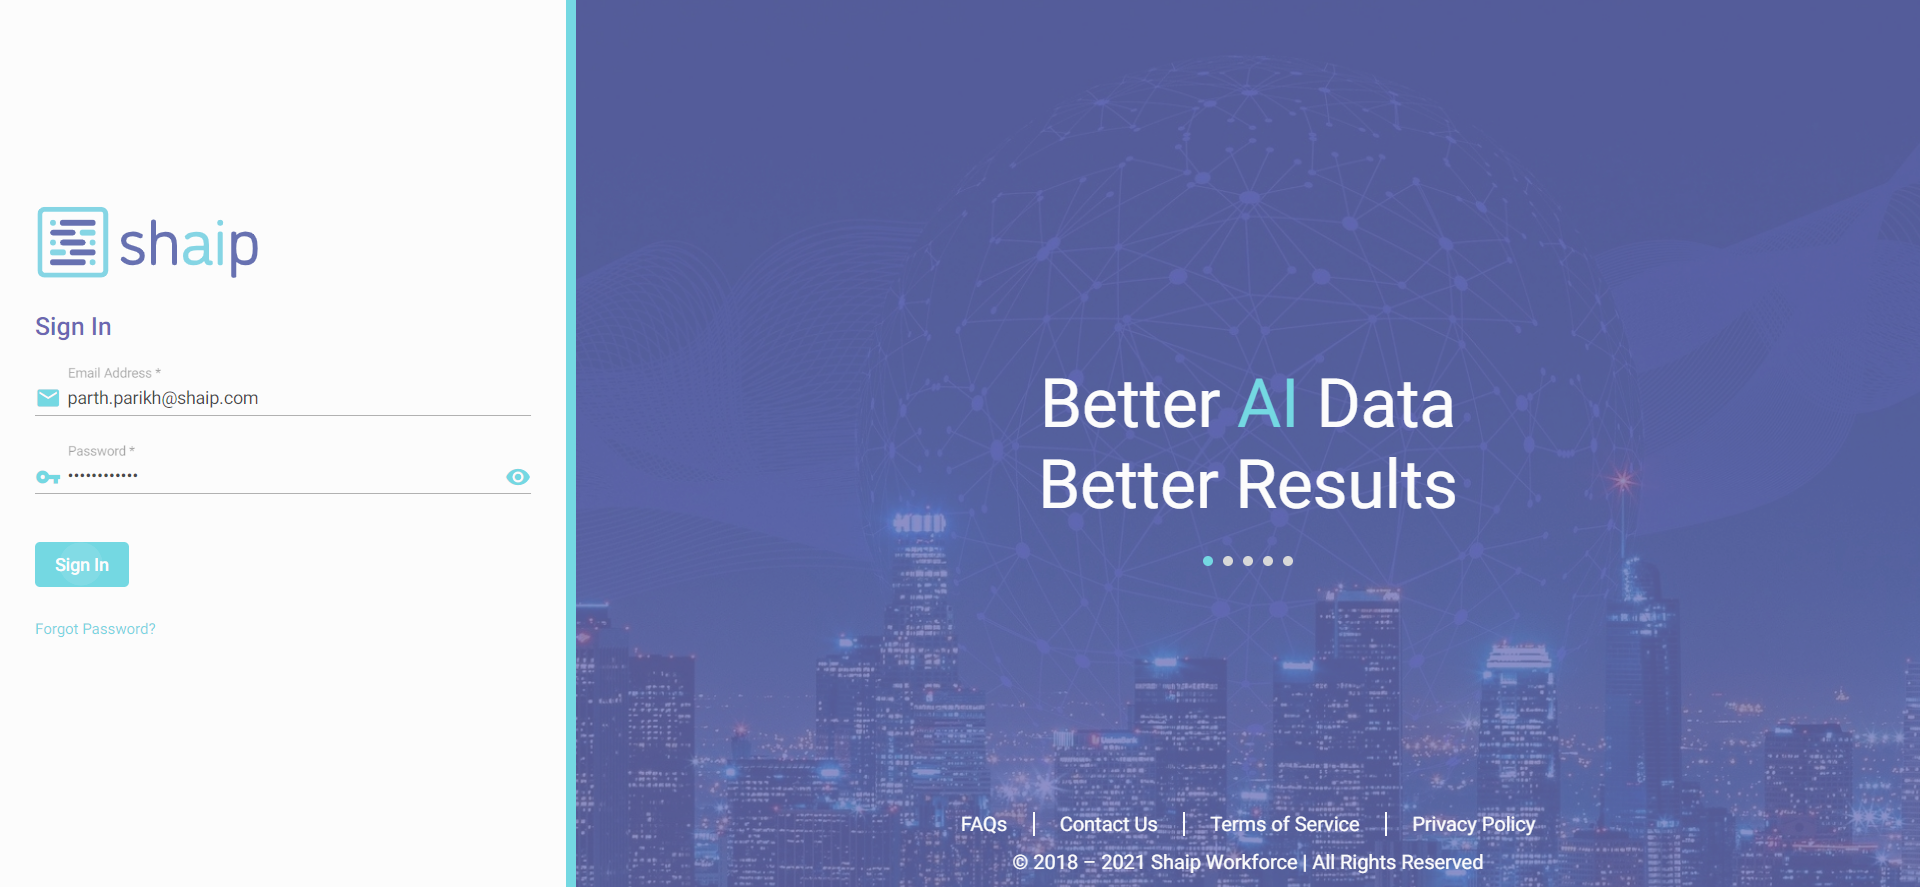 shaip
Sign In
Email Address *
parth.parikh@shaip.com
Password *
••••••••••••
Sign In
Forgot Password?
Better AI Data
Better Results
FAQs | Contact Us | Terms of Service | Privacy Policy
© 2018 – 2021 Shaip Workforce | All Rights Reserved